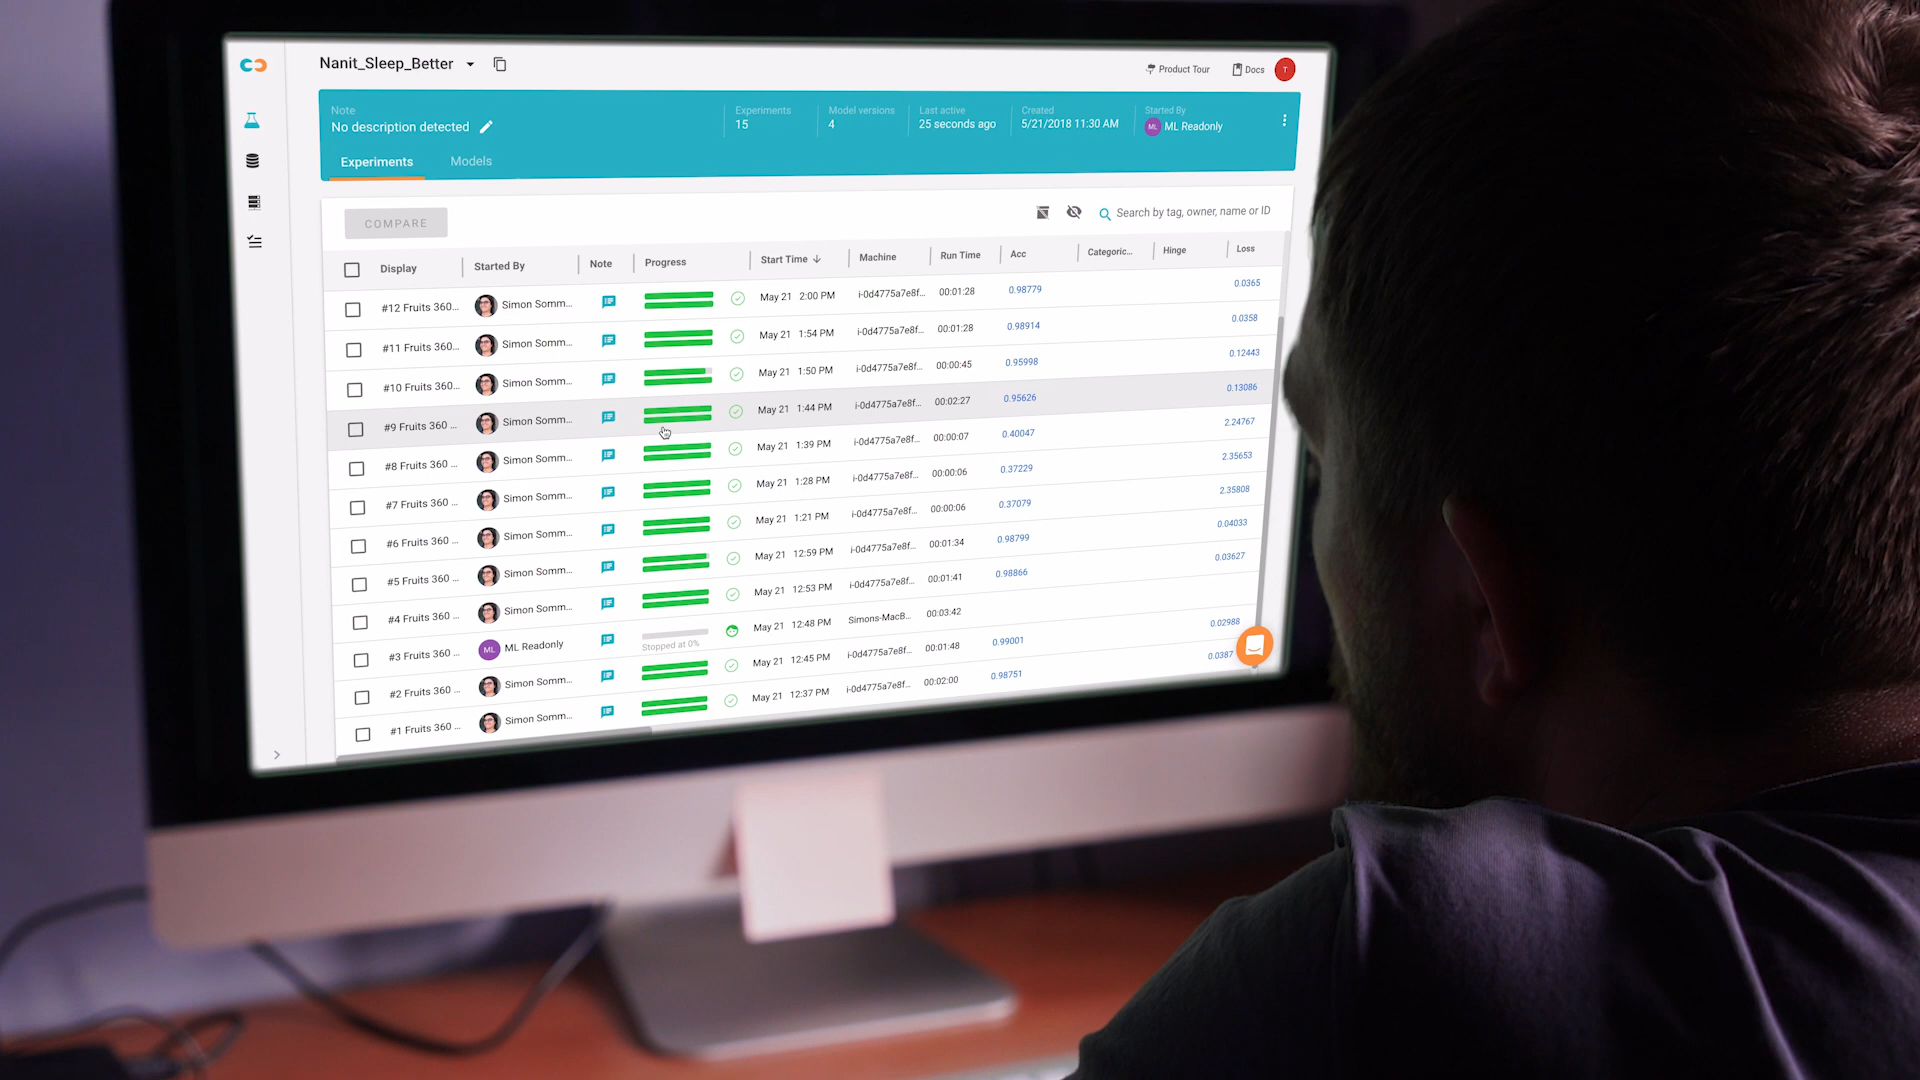 Nanit_Sleep_Better
Product Tour Docs T
Note
No description detected
Experiments
15
Model versions
4
Last active
25 seconds ago
Created
5/21/2018 11:30 AM
Started By
ML ML Readonly
Experiments Models
COMPARE
Search by tag, owner, name or ID
Display Started By Note Progress Start Time Machine Run Time Acc Categoric... Hinge Loss
#12 Fruits 360... Simon Somm... May 21 2:00 PM i-0d4775a7e8f... 00:01:28 0.98779 0.0365
#11 Fruits 360... Simon Somm... May 21 1:54 PM i-0d4775a7e8f... 00:01:28 0.98914 0.0358
#10 Fruits 360... Simon Somm... May 21 1:50 PM i-0d4775a7e8f... 00:00:45 0.95998 0.12443
#9 Fruits 360 ... Simon Somm... May 21 1:44 PM i-0d4775a7e8f... 00:02:27 0.95626 0.13086
#8 Fruits 360 ... Simon Somm... May 21 1:39 PM i-0d4775a7e8f... 00:00:07 0.40047 2.24767
#7 Fruits 360 ... Simon Somm... May 21 1:28 PM i-0d4775a7e8f... 00:00:06 0.37229 2.35653
#6 Fruits 360 ... Simon Somm... May 21 1:21 PM i-0d4775a7e8f... 00:00:06 0.37079 2.35808
#5 Fruits 360 ... Simon Somm... May 21 12:59 PM i-0d4775a7e8f... 00:01:34 0.98799 0.04033
#4 Fruits 360 ... Simon Somm... May 21 12:53 PM i-0d4775a7e8f... 00:01:41 0.98866 0.03627
#3 Fruits 360 ... ML ML Readonly Stopped at 0% May 21 12:48 PM Simons-MacB... 00:03:42
#2 Fruits 360 ... Simon Somm... May 21 12:45 PM i-0d4775a7e8f... 00:01:48 0.99001 0.02988
#1 Fruits 360 ... Simon Somm... May 21 12:37 PM i-0d4775a7e8f... 00:02:00 0.98751 0.0387